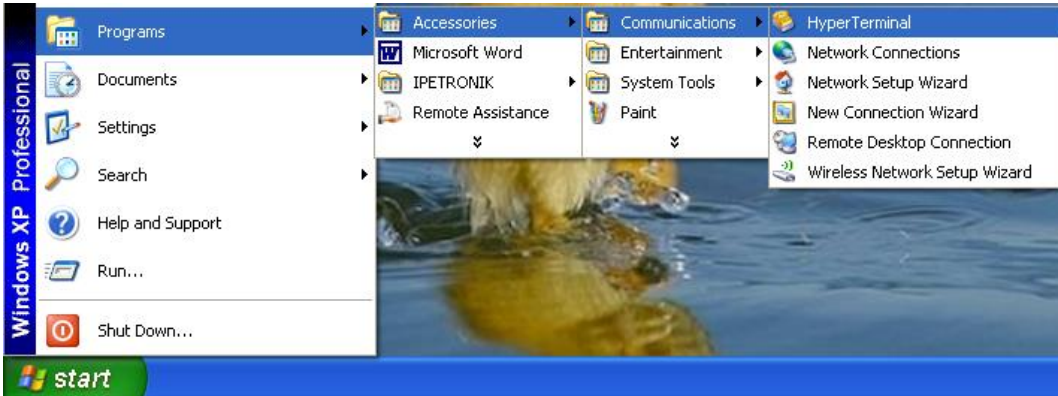 Windows XP Professional
Programs
Documents
Settings
Search
Help and Support
Run...
Shut Down...
start
Accessories
Microsoft Word
IPETRONIK
Remote Assistance
Communications
Entertainment
System Tools
Paint
HyperTerminal
Network Connections
Network Setup Wizard
New Connection Wizard
Remote Desktop Connection
Wireless Network Setup Wizard